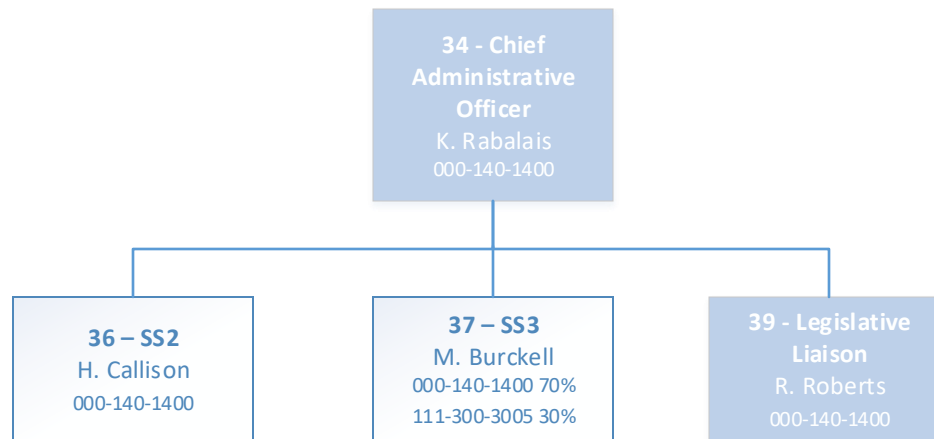 34 - Chief
Administrative
Officer
K. Rabalais
000-140-1400
36 – SS2
H. Callison
000-140-1400
37 – SS3
M. Burckell
000-140-1400 70%
111-300-3005 30%
39 - Legislative
Liaison
R. Roberts
000-140-1400